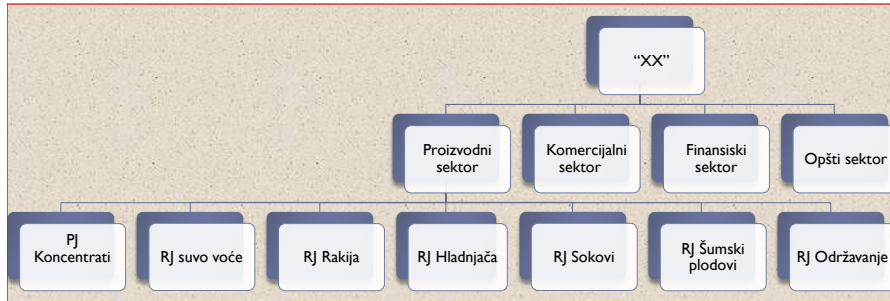 “XX”
Proizvodni
sektor
Komercijalni
sektor
Finansiski
sektor
Opšti sektor
PJ
Koncentrati
RJ suvo voće
RJ Rakija
RJ Hladnjača
RJ Sokovi
RJ Šumski
plodovi
RJ Održavanje